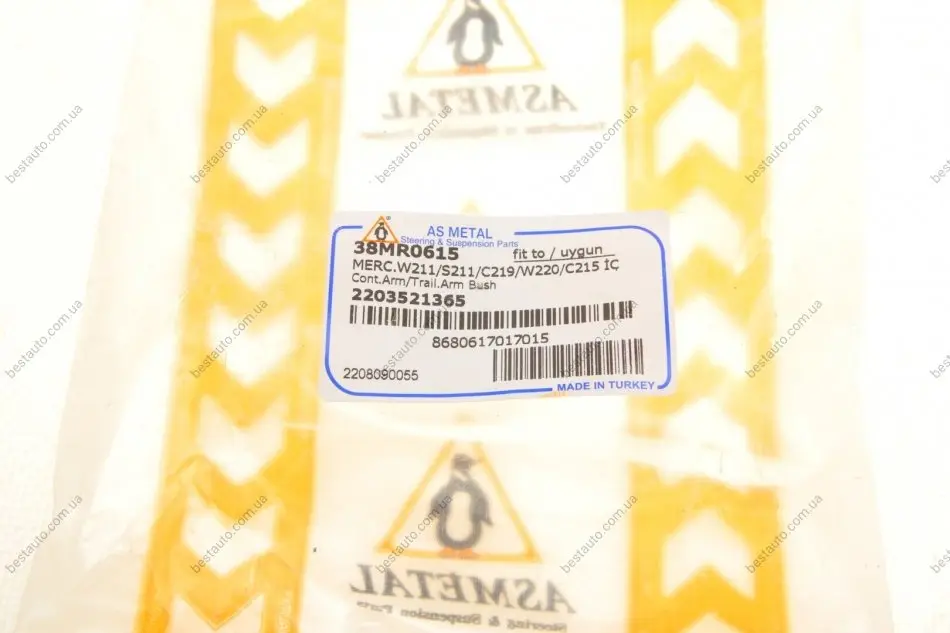 ASMETAL
AS METAL
Steering & Suspension Parts
38MR0615 fit to / uygun
MERC.W211/S211/C219/W220/C215 İÇ
Cont.Arm/Trail.Arm Bush
2203521365
8680617017015
2208090055
MADE IN TURKEY
ASMETAL
Steering & Suspension Parts
bestauto.com.ua